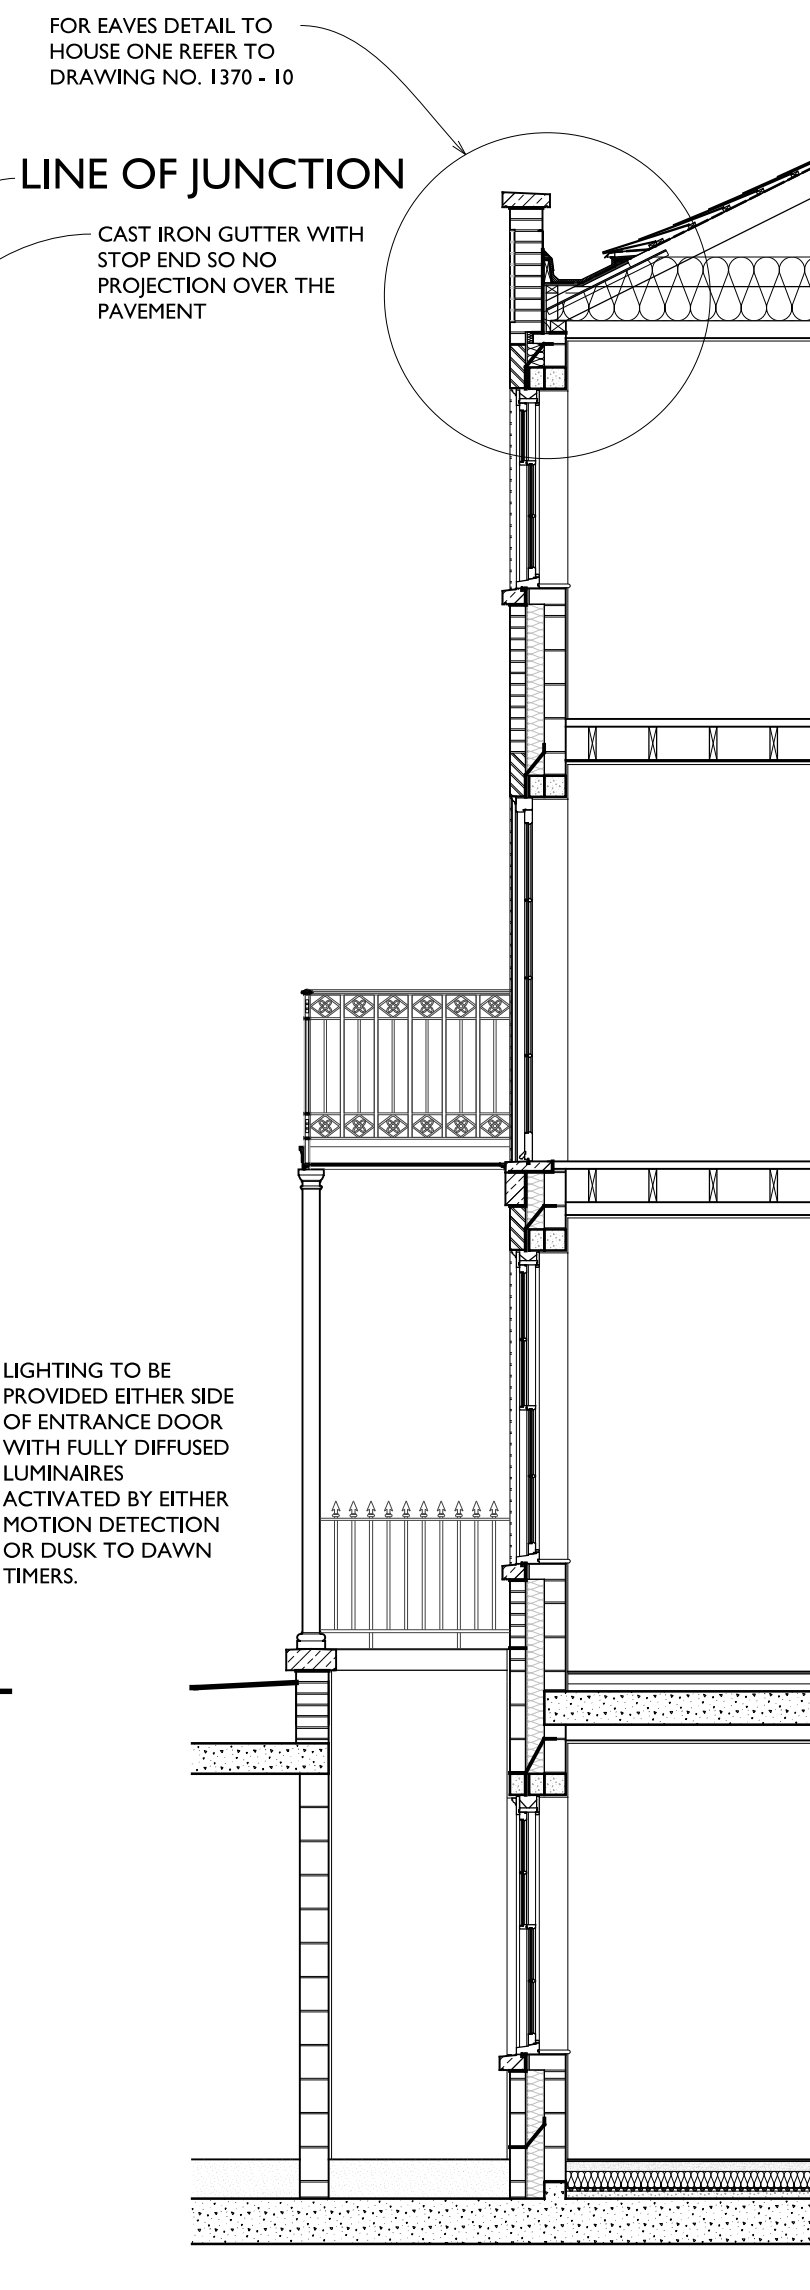 FOR EAVES DETAIL TO
HOUSE ONE REFER TO
DRAWING NO. 1370 - 10
LINE OF JUNCTION
CAST IRON GUTTER WITH
STOP END SO NO
PROJECTION OVER THE
PAVEMENT
LIGHTING TO BE
PROVIDED EITHER SIDE
OF ENTRANCE DOOR
WITH FULLY DIFFUSED
LUMINAIRES
ACTIVATED BY EITHER
MOTION DETECTION
OR DUSK TO DAWN
TIMERS.